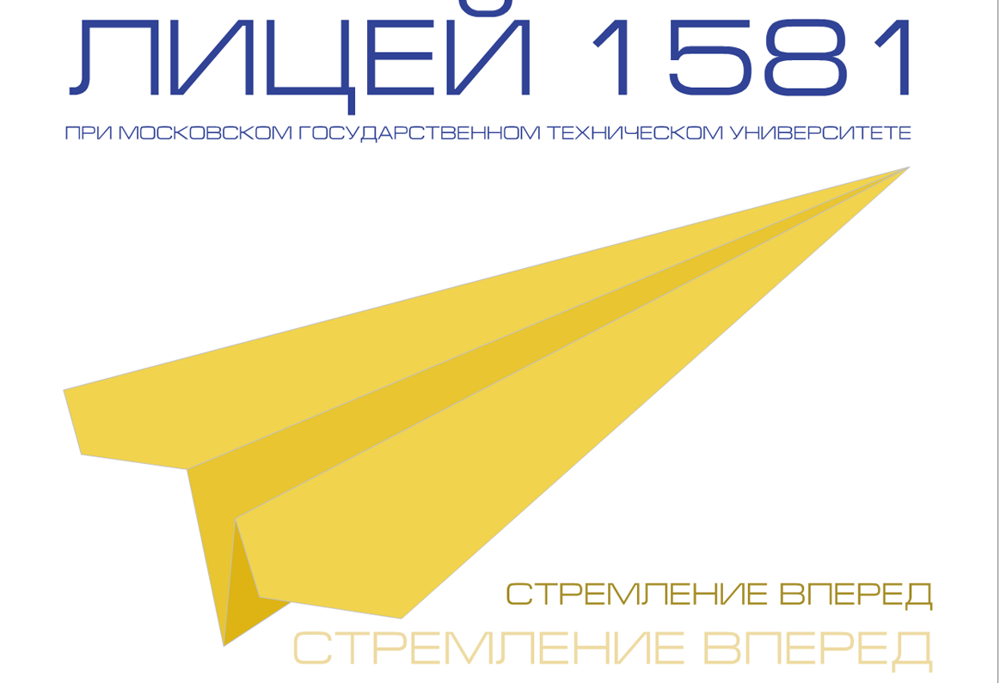 ЛИЦЕЙ 1581
ПРИ МОСКОВСКОМ ГОСУДАРСТВЕННОМ ТЕХНИЧЕСКОМ УНИВЕРСИТЕТЕ
СТРЕМЛЕНИЕ ВПЕРЕД
СТРЕМЛЕНИЕ ВПЕРЕД